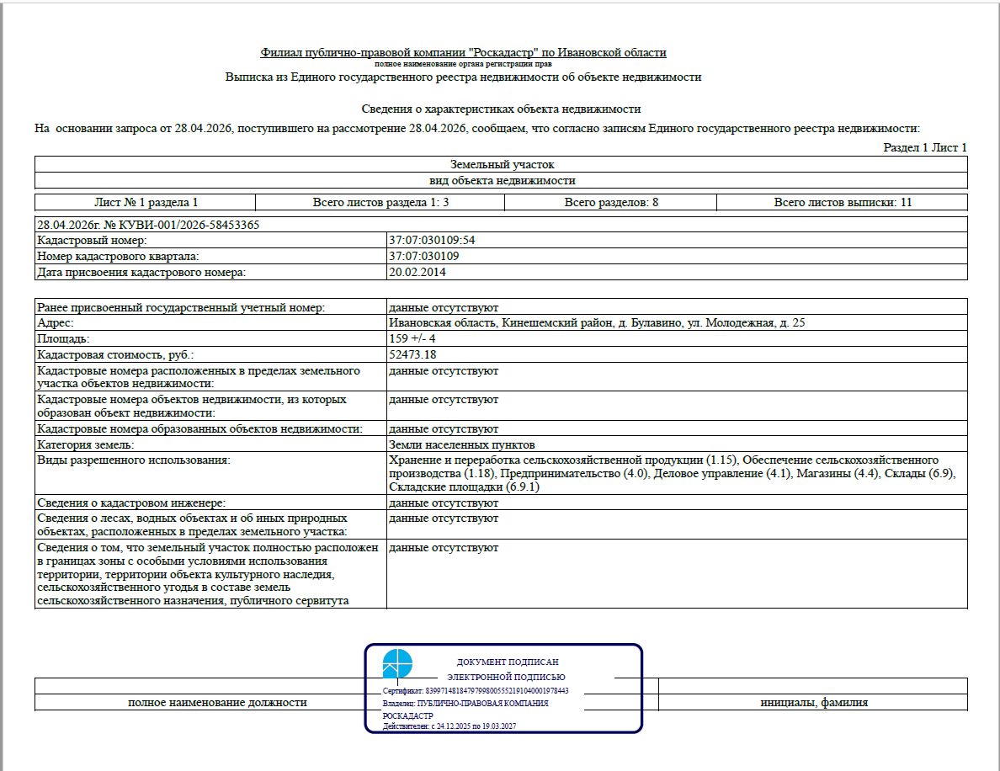 Филиал публично-правовой компании "Роскадастр" по Ивановской области
полное наименование органа регистрации прав
Выписка из Единого государственного реестра недвижимости об объекте недвижимости
Сведения о характеристиках объекта недвижимости
На основании запроса от 28.04.2026, поступившего на рассмотрение 28.04.2026, сообщаем, что согласно записям Единого государственного реестра недвижимости:
Раздел 1 Лист 1
Земельный участок
вид объекта недвижимости
Лист № 1 раздела 1 Всего листов раздела 1: 3 Всего разделов: 8 Всего листов выписки: 11
28.04.2026г. № КУВИ-001/2026-58453365
Кадастровый номер: 37:07:030109:54
Номер кадастрового квартала: 37:07:030109
Дата присвоения кадастрового номера: 20.02.2014
Ранее присвоенный государственный учетный номер: данные отсутствуют
Адрес: Ивановская область, Кинешемский район, д. Булавино, ул. Молодежная, д. 25
Площадь: 159 +/- 4
Кадастровая стоимость, руб.: 52473.18
Кадастровые номера расположенных в пределах земельного
участка объектов недвижимости:
данные отсутствуют
Кадастровые номера объектов недвижимости, из которых
образован объект недвижимости:
данные отсутствуют
Кадастровые номера образованных объектов недвижимости: данные отсутствуют
Категория земель: Земли населенных пунктов
Виды разрешенного использования:
Хранение и переработка сельскохозяйственной продукции (1.15), Обеспечение сельскохозяйственного
производства (1.18), Предпринимательство (4.0), Деловое управление (4.1), Магазины (4.4), Склады (6.9),
Складские площадки (6.9.1)
Сведения о кадастровом инженере: данные отсутствуют
Сведения о лесах, водных объектах и об иных природных
объектах, расположенных в пределах земельного участка:
данные отсутствуют
Сведения о том, что земельный участок полностью расположен
в границах зоны с особыми условиями использования
территории, территории объекта культурного наследия,
сельскохозяйственного угодья в составе земель
сельскохозяйственного назначения, публичного сервитута
данные отсутствуют
ДОКУМЕНТ ПОДПИСАН
ЭЛЕКТРОННОЙ ПОДПИСЬЮ
Сертификат: 83997148184797998005552191040001978443
Владелец: ПУБЛИЧНО-ПРАВОВАЯ КОМПАНИЯ
РОСКАДАСТР
Действителен: с 24.12.2025 по 19.03.2027
полное наименование должности
инициалы, фамилия